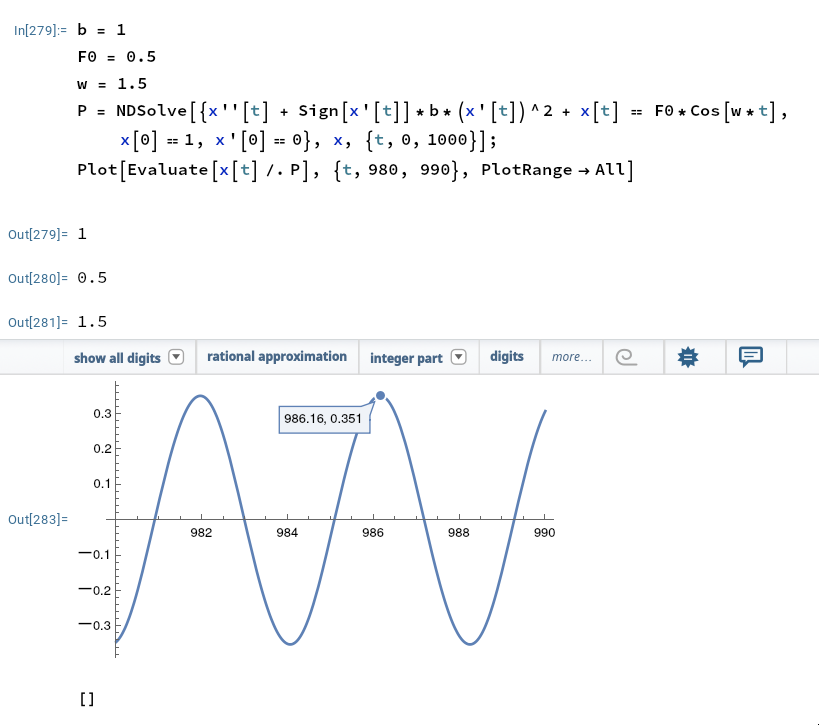 In[279]:= b = 1
F0 = 0.5
w = 1.5
P = NDSolve[{x''[t] + Sign[x'[t]]*b*(x'[t])^2 + x[t] == F0*Cos[w*t],
x[0] == 1, x'[0] == 0}, x, {t, 0, 1000}];
Plot[Evaluate[x[t] /. P], {t, 980, 990}, PlotRange → All]
Out[279]= 1
Out[280]= 0.5
Out[281]= 1.5
show all digits rational approximation integer part digits more...
0.3
986.16, 0.351
0.2
0.1
Out[283]=
982 984 986 988 990
−0.1
−0.2
−0.3
[]